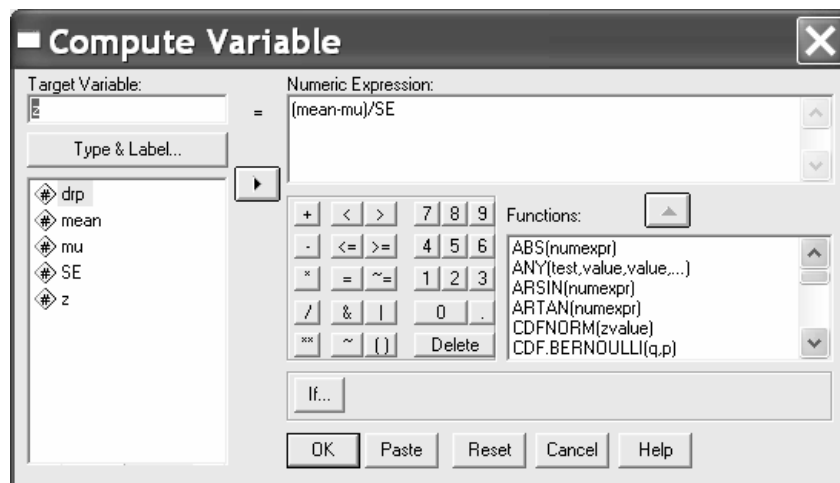 Compute Variable
Target Variable:
z
=
Numeric Expression:
(mean-mu)/SE
Type & Label...
drp
mean
mu
SE
z
+ < > 7 8 9
- <= >= 4 5 6
* = ~= 1 2 3
/ & | 0 .
** ~ () Delete
Functions:
ABS(numexpr)
ANY(test,value,value,...)
ARSIN(numexpr)
ARTAN(numexpr)
CDFNORM(zvalue)
CDF.BERNOULLI(q,p)
If...
OK Paste Reset Cancel Help